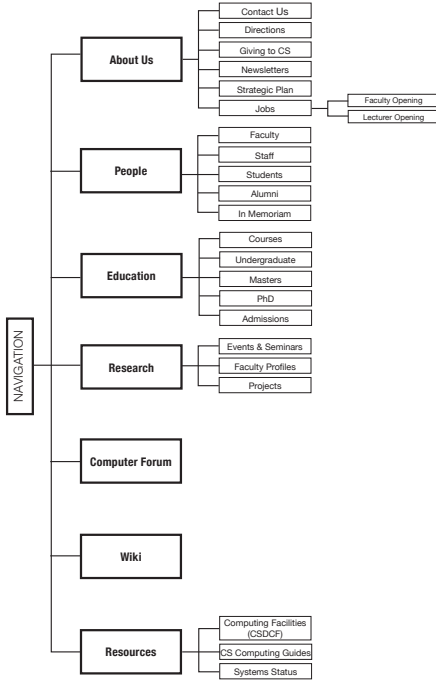 NAVIGATION
About Us
Contact Us
Directions
Giving to CS
Newsletters
Strategic Plan
Jobs
Faculty Opening
Lecturer Opening
People
Faculty
Staff
Students
Alumni
In Memoriam
Education
Courses
Undergraduate
Masters
PhD
Admissions
Research
Events & Seminars
Faculty Profiles
Projects
Computer Forum
Wiki
Resources
Computing Facilities
(CSDCF)
CS Computing Guides
Systems Status